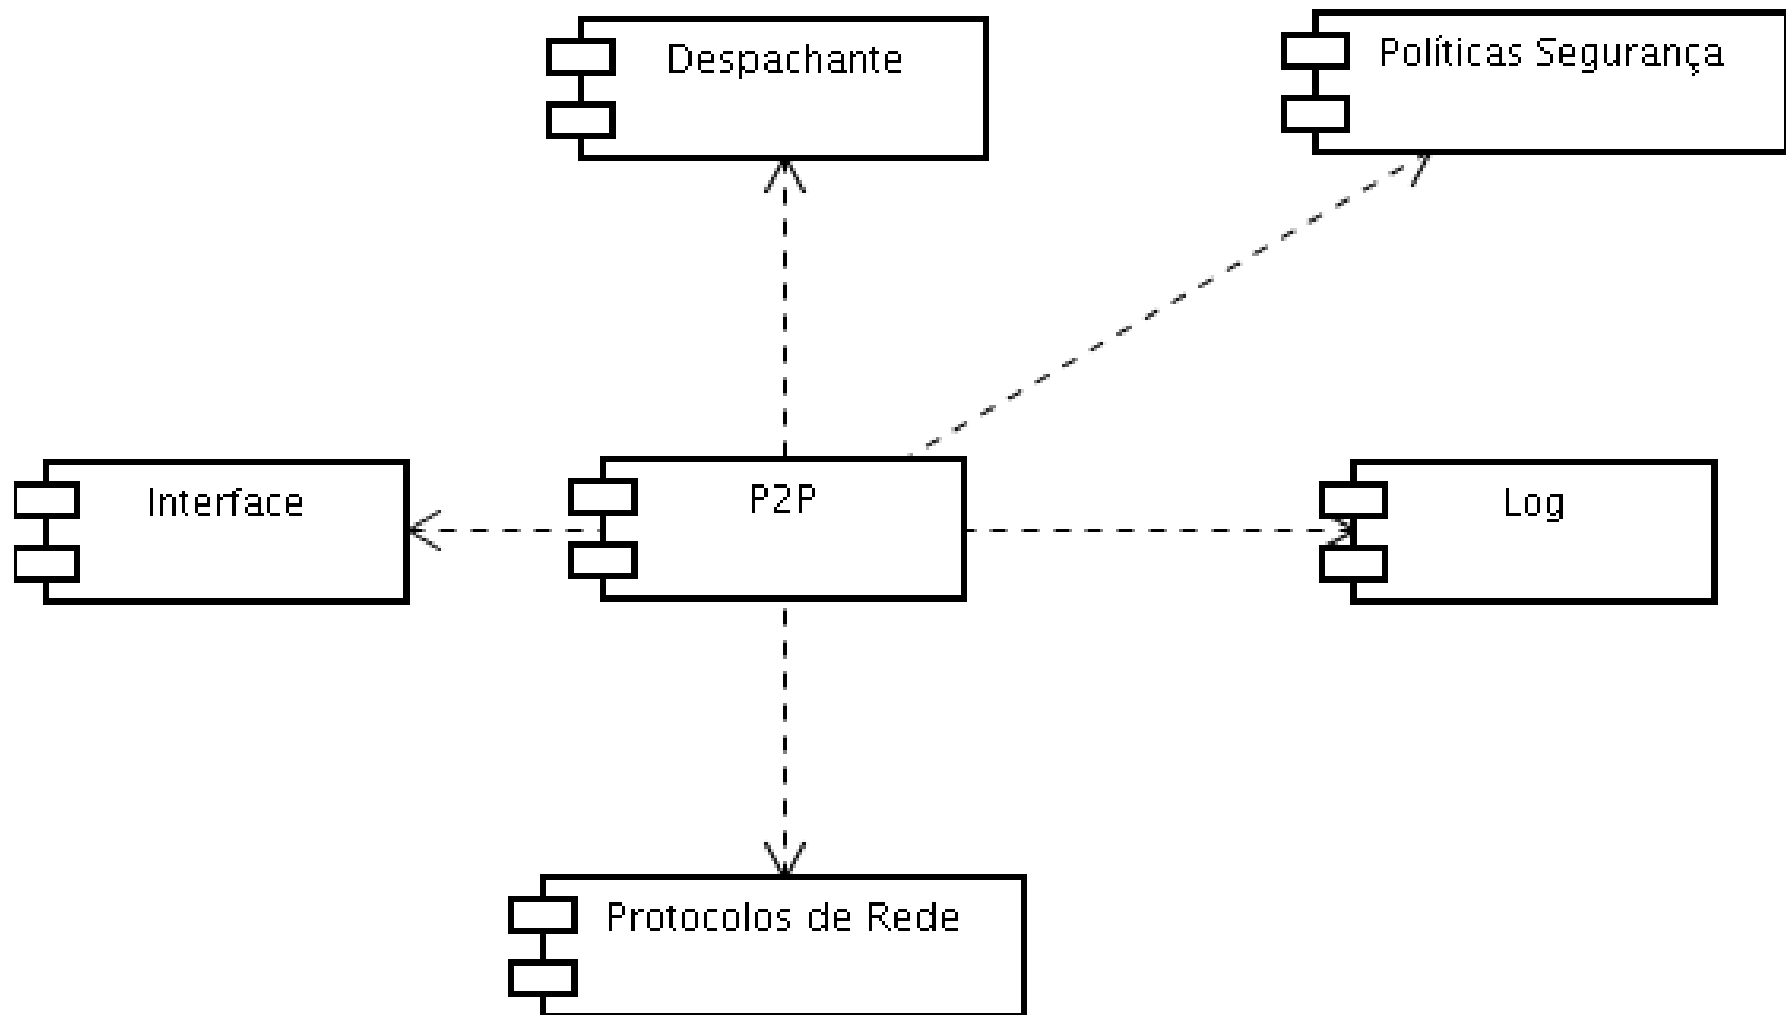 Despachante
Políticas Segurança
Interface
P2P
Log
Protocolos de Rede